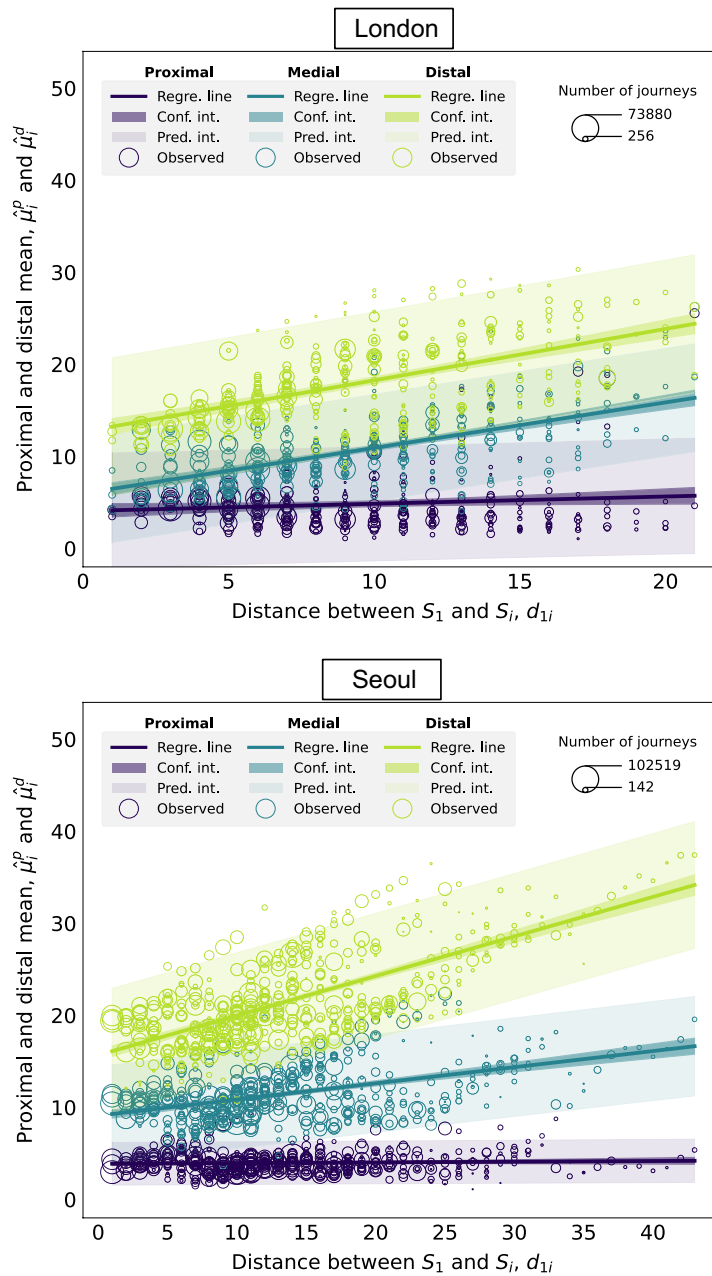 London
50
40
30
20
10
0
Proximal and distal mean, μ̂ᵢᵖ and μ̂ᵢᵈ
Proximal Medial Distal
Regre. line Regre. line Regre. line
Conf. int. Conf. int. Conf. int.
Pred. int. Pred. int. Pred. int.
Observed Observed Observed
Number of journeys
73880
256
0 5 10 15 20
Distance between S₁ and Sᵢ, d₁ᵢ
Seoul
50
40
30
20
10
0
Proximal and distal mean, μ̂ᵢᵖ and μ̂ᵢᵈ
Proximal Medial Distal
Regre. line Regre. line Regre. line
Conf. int. Conf. int. Conf. int.
Pred. int. Pred. int. Pred. int.
Observed Observed Observed
Number of journeys
102519
142
0 5 10 15 20 25 30 35 40
Distance between S₁ and Sᵢ, d₁ᵢ